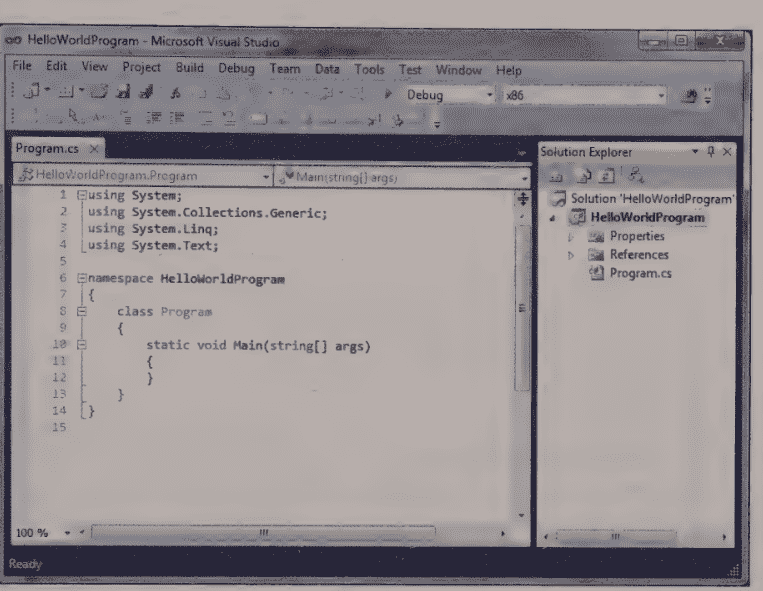 HelloWorldProgram - Microsoft Visual Studio
File Edit View Project Build Debug Team Data Tools Test Window Help
Debug x86
Program.cs
HelloWorldProgram.Program Main(string[] args)
1 using System;
2 using System.Collections.Generic;
3 using System.Linq;
4 using System.Text;
5
6 namespace HelloWorldProgram
7 {
8 class Program
9 {
10 static void Main(string[] args)
11 {
12 }
13 }
14 }
15
100 %
Ready
Solution Explorer
Solution 'HelloWorldProgram'
HelloWorldProgram
Properties
References
Program.cs